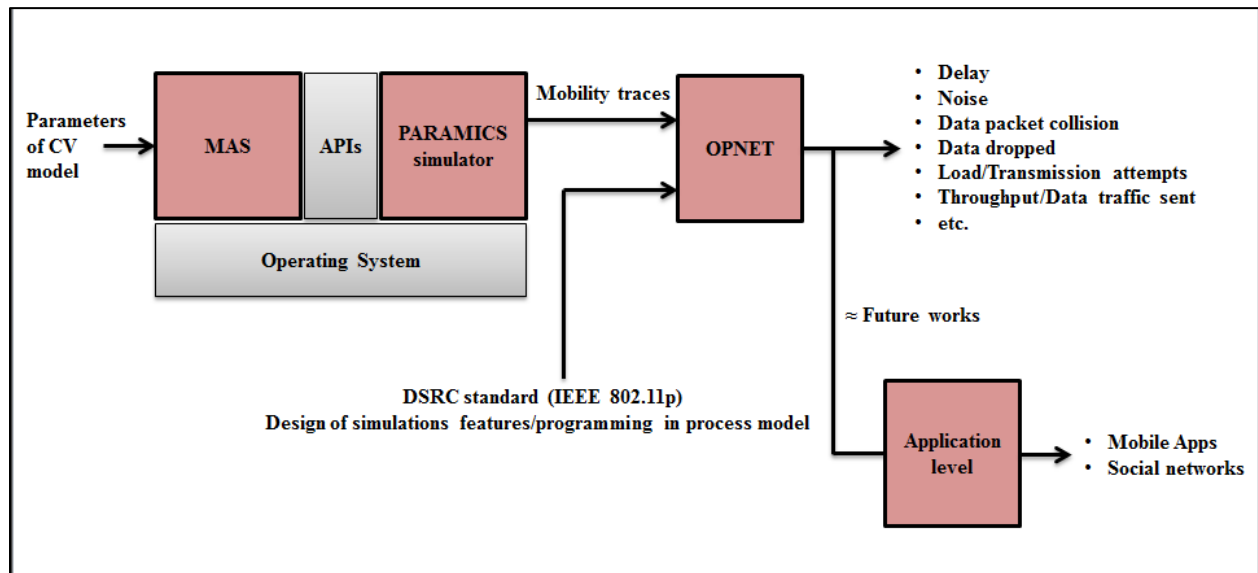 Parameters
of CV
model
MAS
APIs
PARAMICS
simulator
Operating System
Mobility traces
OPNET
• Delay
• Noise
• Data packet collision
• Data dropped
• Load/Transmission attempts
• Throughput/Data traffic sent
• etc.
≈ Future works
DSRC standard (IEEE 802.11p)
Design of simulations features/programming in process model
Application
level
• Mobile Apps
• Social networks